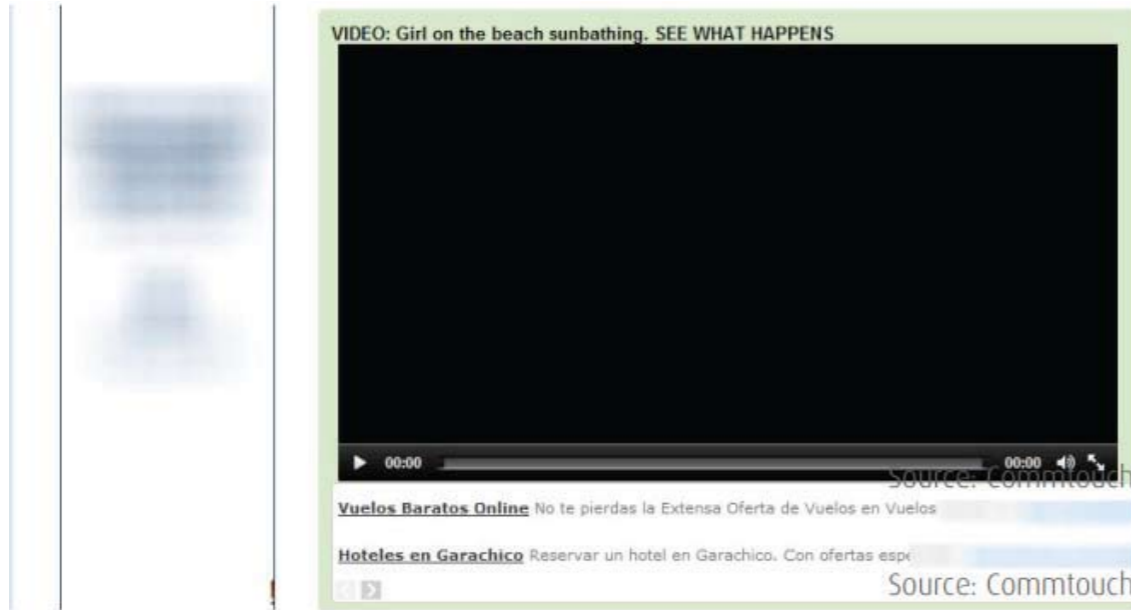 VIDEO: Girl on the beach sunbathing. SEE WHAT HAPPENS
00:00 00:00
Source: Commtouch
Vuelos Baratos Online No te pierdas la Extensa Oferta de Vuelos en Vuelos
Hoteles en Garachico Reservar un hotel en Garachico. Con ofertas
Source: Commtouch